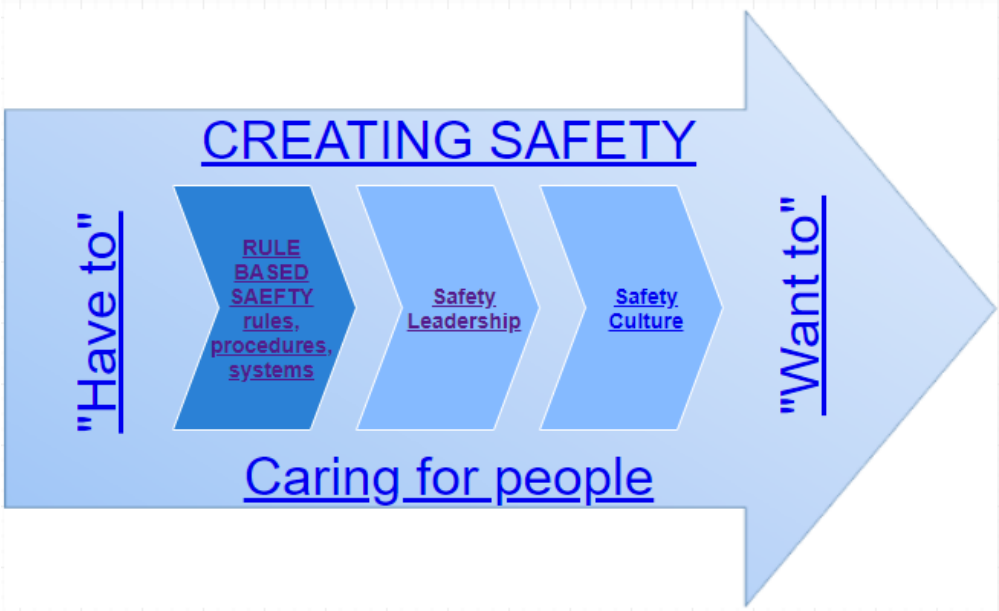 CREATING SAFETY
"Have to"
RULE
BASED
SAEFTY
rules,
procedures,
systems
Safety
Leadership
Safety
Culture
"Want to"
Caring for people